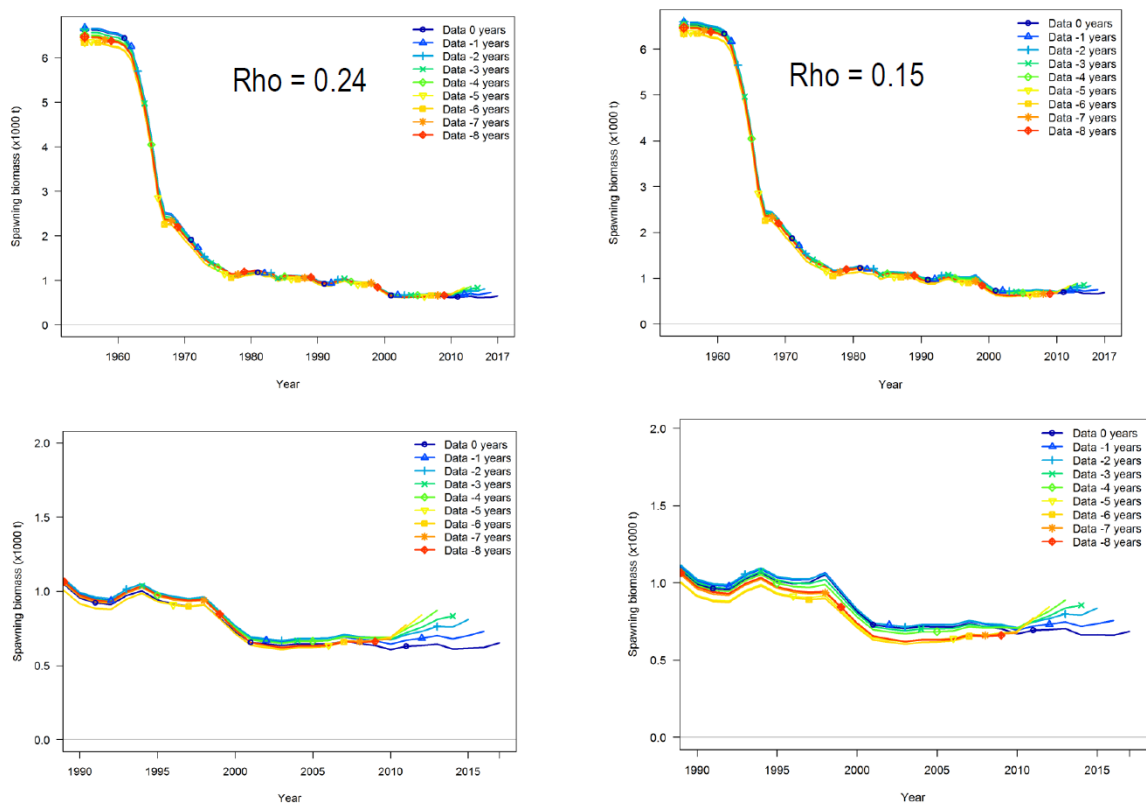 Spawning biomass (x1000 t)
6
5
4
3
2
1
0
Rho = 0.24
Data 0 years
Data -1 years
Data -2 years
Data -3 years
Data -4 years
Data -5 years
Data -6 years
Data -7 years
Data -8 years
1960 1970 1980 1990 2000 2010 2017
Year
Spawning biomass (x1000 t)
6
5
4
3
2
1
0
Rho = 0.15
Data 0 years
Data -1 years
Data -2 years
Data -3 years
Data -4 years
Data -5 years
Data -6 years
Data -7 years
Data -8 years
1960 1970 1980 1990 2000 2010 2017
Year
Spawning biomass (x1000 t)
2.0
1.5
1.0
0.5
0.0
Data 0 years
Data -1 years
Data -2 years
Data -3 years
Data -4 years
Data -5 years
Data -6 years
Data -7 years
Data -8 years
1990 1995 2000 2005 2010 2015
Year
Spawning biomass (x1000 t)
2.0
1.5
1.0
0.5
0.0
Data 0 years
Data -1 years
Data -2 years
Data -3 years
Data -4 years
Data -5 years
Data -6 years
Data -7 years
Data -8 years
1990 1995 2000 2005 2010 2015
Year